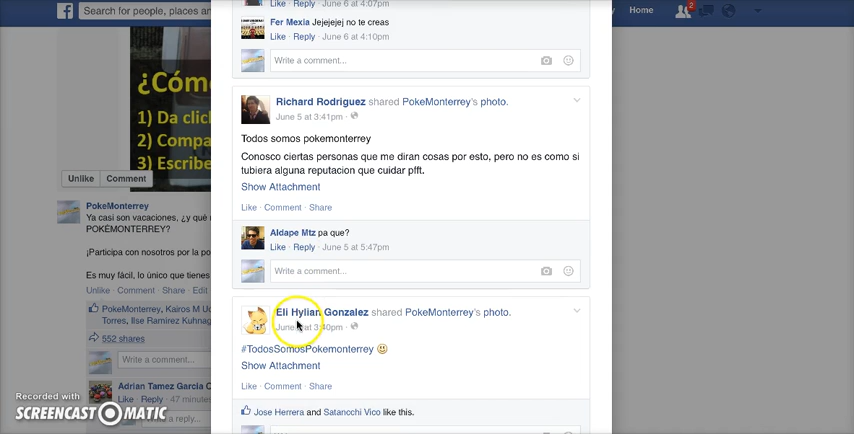 Search for people, places and
Home
2
Like · Reply · June 6 at 4:07pm
Fer Mexia Jejejejej no te creas
Like · Reply · June 6 at 4:10pm
Write a comment...
Richard Rodriguez shared PokeMonterrey's photo.
June 5 at 3:41pm ·
Todos somos pokemonterrey
Conosco ciertas personas que me diran cosas por esto, pero no es como si
tubiera alguna reputacion que cuidar pfft.
Show Attachment
Like · Comment · Share
Aldape Mtz pa que?
Like · Reply · June 5 at 5:47pm
Write a comment...
Eli Hylian Gonzalez shared PokeMonterrey's photo.
at 3:40pm ·
#TodosSomosPokemonterrey
Show Attachment
Like · Comment · Share
Jose Herrera and Satancchi Vico like this.
¿Cóm
1) Da clic
2) Compa
3) Escribe
Unlike Comment
PokeMonterrey
Ya casi son vacaciones, ¿y qué
POKÉMONTERREY?
¡Participa con nosotros por la po
Es muy fácil, lo único que tienes
Unlike · Comment · Share · Edit
PokeMonterrey, Kairos M Uc
Torres, Ilse Ramírez Kuhnag
552 shares
Write a comment...
Adrian Tamez Garcia C
Like · Reply · 47 minutes
Write a reply...
Recorded with
SCREENCAST MATIC